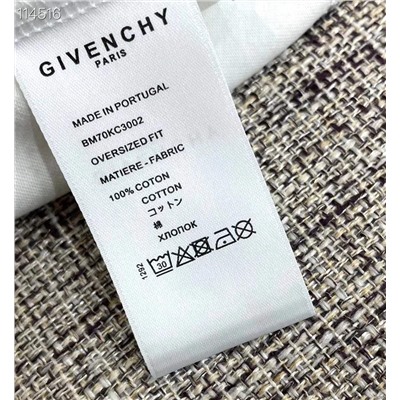 114516
GIVENCHY
PARIS
MADE IN PORTUGAL
BM70KC3002
OVERSIZED FIT
MATIERE - FABRIC
100% COTON
COTTON
コットン
棉
ХЛОПОК
1292
30